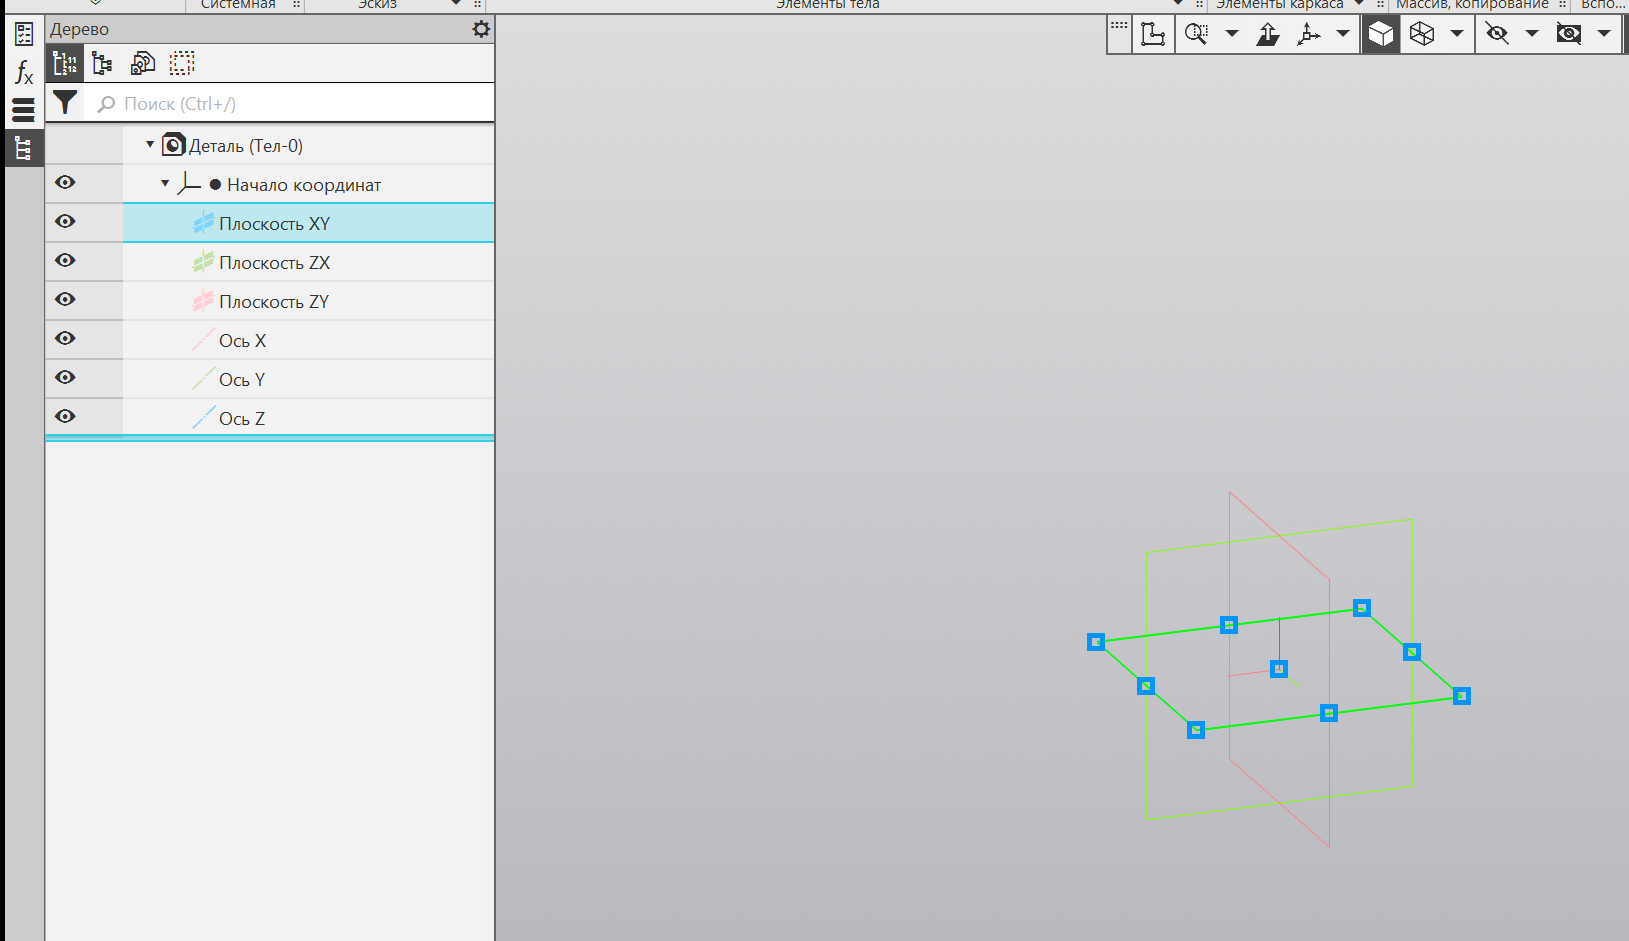 Системная
Эскиз
Элементы тела
Элементы каркаса
Массив, копирование
Вспо...
Дерево
Поиск (Ctrl+/)
Деталь (Тел-0)
Начало координат
Плоскость XY
Плоскость ZX
Плоскость ZY
Ось X
Ось Y
Ось Z